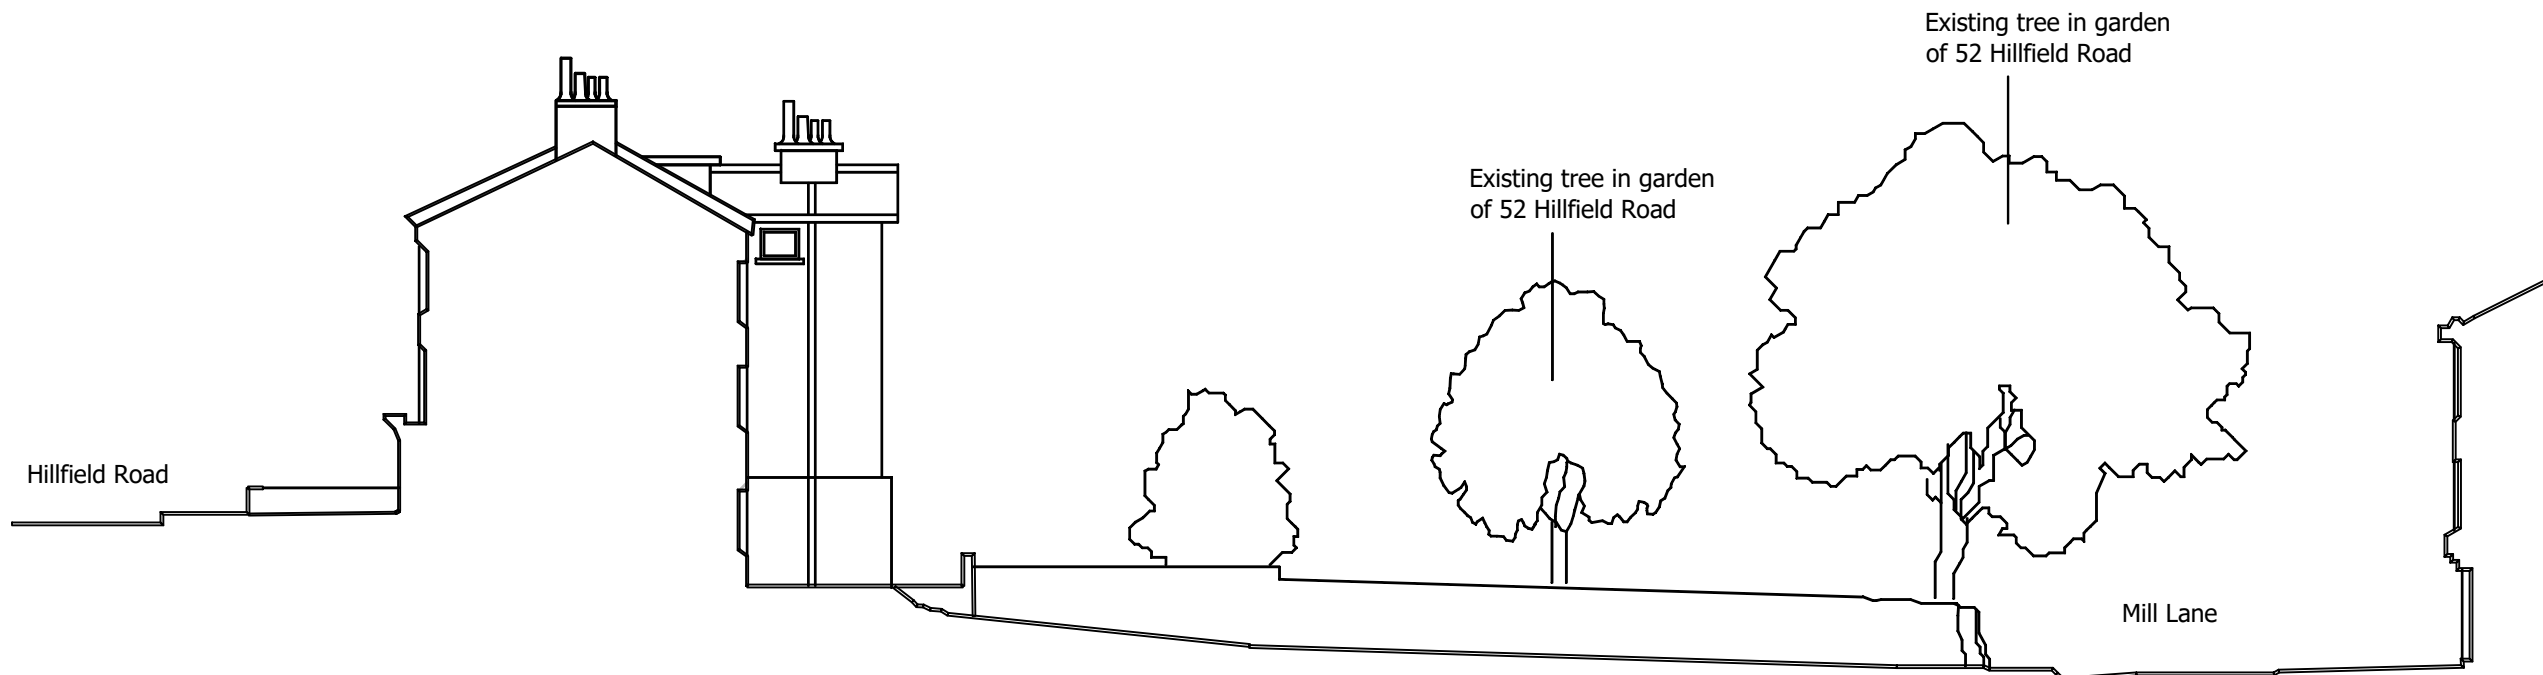 Existing tree in garden
of 52 Hillfield Road
Existing tree in garden
of 52 Hillfield Road
Hillfield Road
Mill Lane